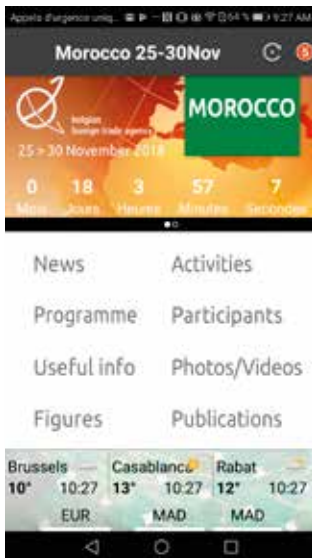 Appels d'urgence uniq... 64 % 9:27 AM
Morocco 25-30Nov 5
belgian
foreign trade agency
MOROCCO
25 > 30 November 2018
0 18 3 57 7
Mois Jours Heures Minutes Secondes
News Activities
Programme Participants
Useful info Photos/Videos
Figures Publications
Brussels Casablanca Rabat
10° 10:27 13° 10:27 12° 10:27
EUR MAD MAD